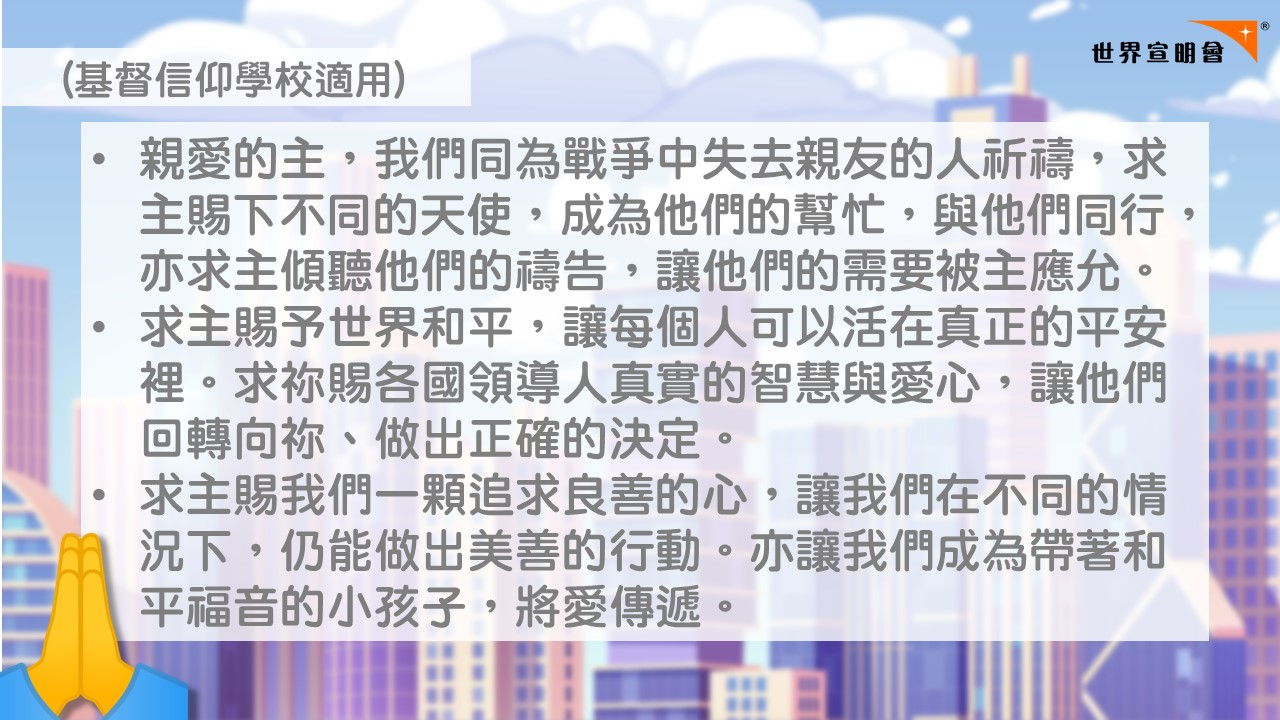 世界宣明會®
(基督信仰學校適用)
• 親愛的主，我們同為戰爭中失去親友的人祈禱，求
主賜下不同的天使，成為他們的幫忙，與他們同行，
亦求主傾聽他們的禱告，讓他們的需要被主應允。
• 求主賜予世界和平，讓每個人可以活在真正的平安
裡。求祢賜各國領導人真實的智慧與愛心，讓他們
回轉向祢、做出正確的決定。
• 求主賜我們一顆追求良善的心，讓我們在不同的情
況下，仍能做出美善的行動。亦讓我們成為帶著和
平福音的小孩子，將愛傳遞。